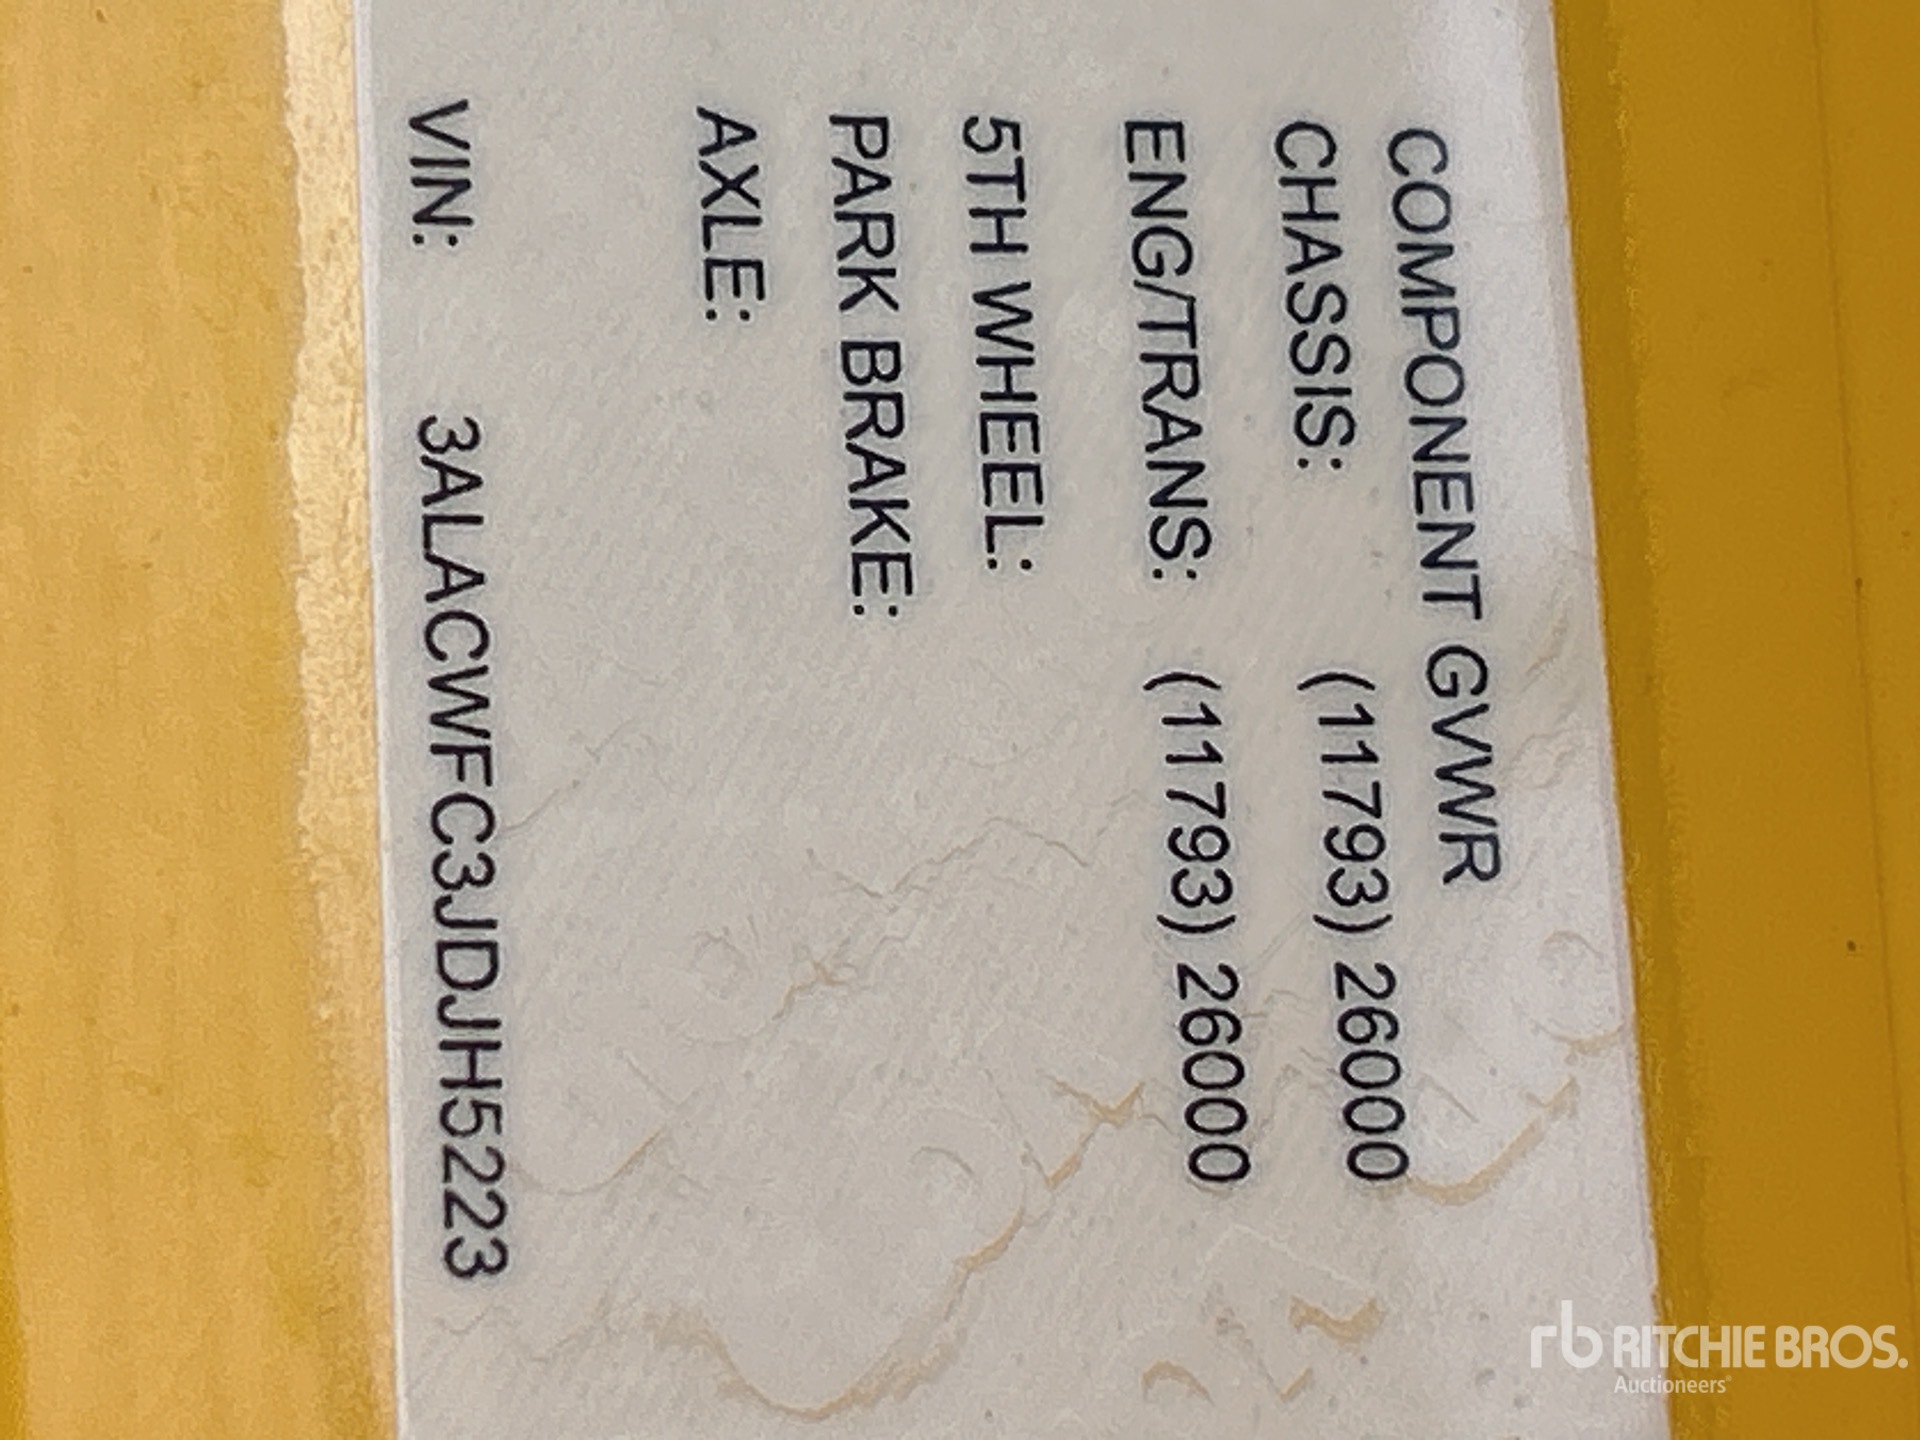 COMPONENT GVWR
CHASSIS: (11793) 26000
ENG/TRANS: (11793) 26000
5TH WHEEL:
PARK BRAKE:
AXLE:
VIN: 3ALACWFC3JDJH5223
rb RITCHIE BROS.
Auctioneers